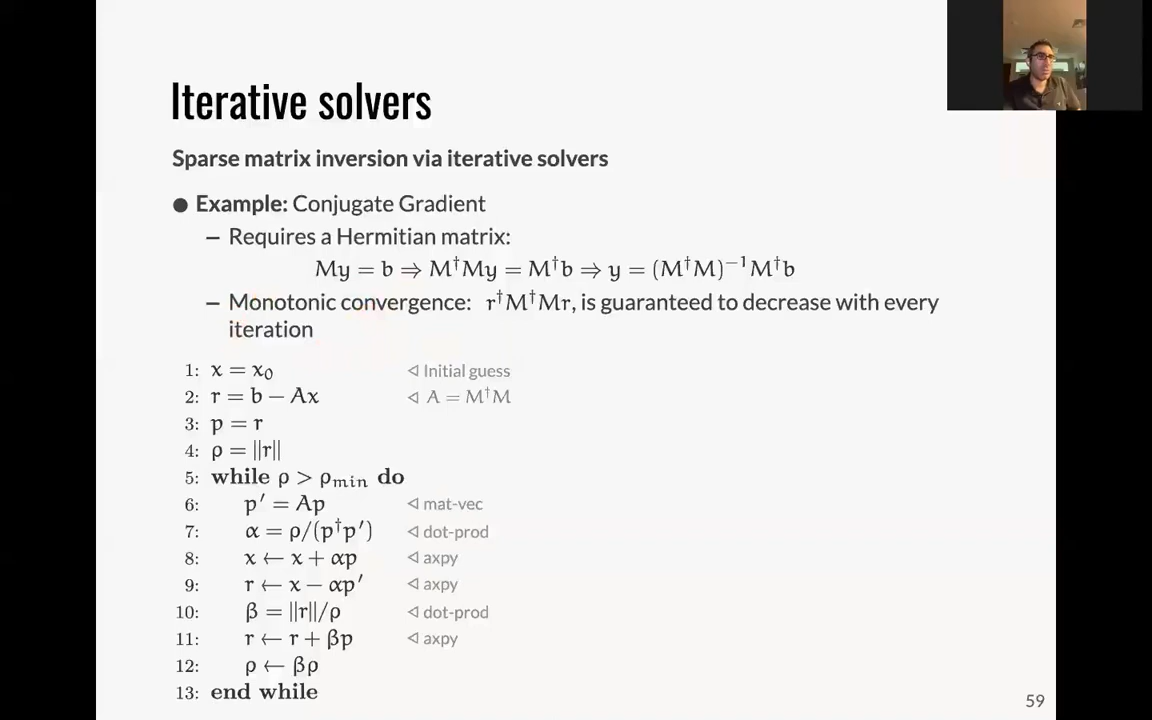 Iterative solvers
Sparse matrix inversion via iterative solvers
● Example: Conjugate Gradient
– Requires a Hermitian matrix:
My = b ⇒ M†My = M†b ⇒ y = (M†M)⁻¹M†b
– Monotonic convergence: r†M†Mr, is guaranteed to decrease with every
iteration
1: x = x₀ ◁ Initial guess
2: r = b − Ax ◁ A = M†M
3: p = r
4: ρ = ||r||
5: while ρ > ρmin do
6: p′ = Ap ◁ mat-vec
7: α = ρ/(p†p′) ◁ dot-prod
8: x ← x + αp ◁ axpy
9: r ← x − αp′ ◁ axpy
10: β = ||r||/ρ ◁ dot-prod
11: r ← r + βp ◁ axpy
12: ρ ← βρ
13: end while
59